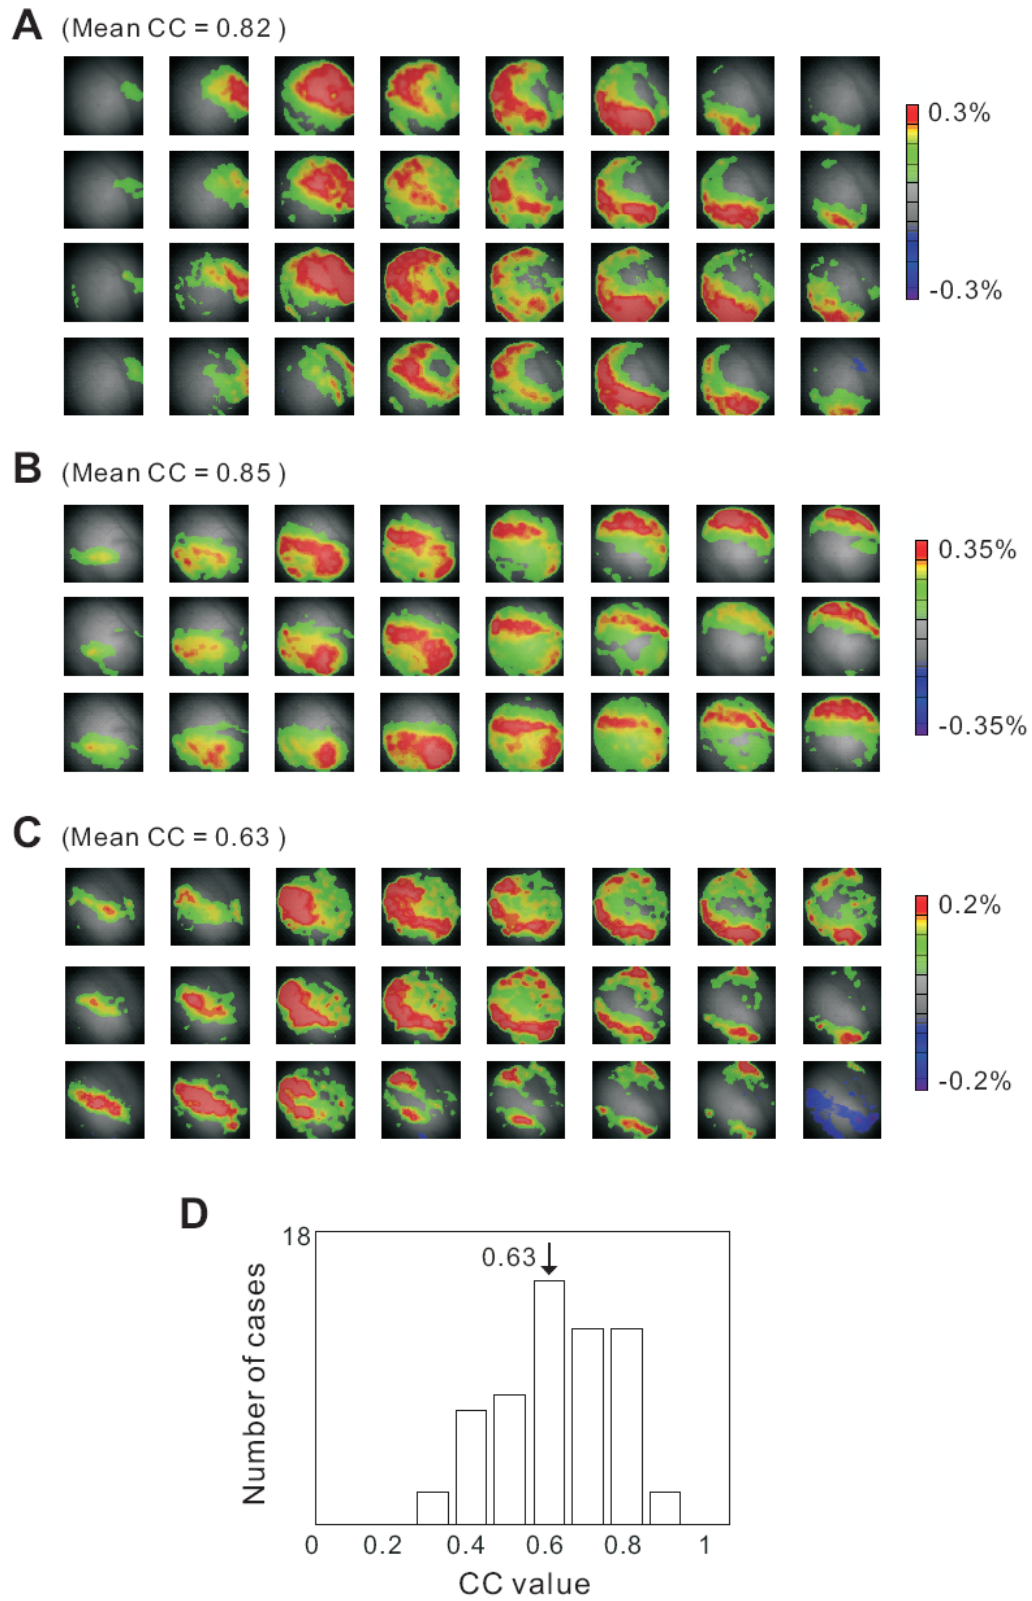 A (Mean CC = 0.82 )
0.3%
-0.3%
B (Mean CC = 0.85 )
0.35%
-0.35%
C (Mean CC = 0.63 )
0.2%
-0.2%
D
18
0.63
Number of cases
0 0.2 0.4 0.6 0.8 1
CC value